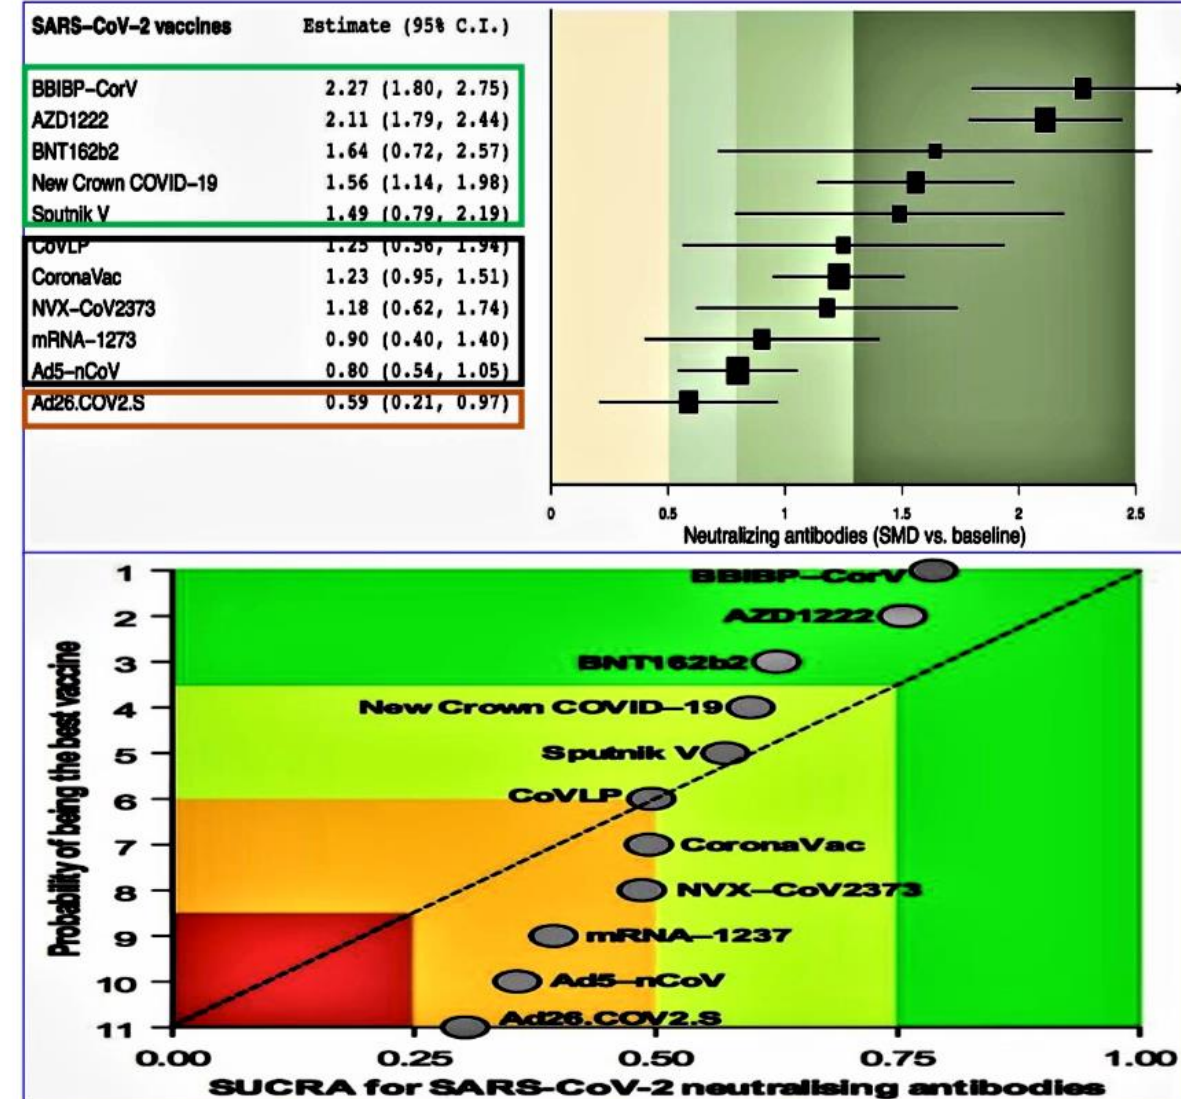 SARS-CoV-2 vaccines Estimate (95% C.I.)
BBIBP-CorV 2.27 (1.80, 2.75)
AZD1222 2.11 (1.79, 2.44)
BNT162b2 1.64 (0.72, 2.57)
New Crown COVID-19 1.56 (1.14, 1.98)
Sputnik V 1.49 (0.79, 2.19)
CoVLP 1.25 (0.56, 1.94)
CoronaVac 1.23 (0.95, 1.51)
NVX-CoV2373 1.18 (0.62, 1.74)
mRNA-1273 0.90 (0.40, 1.40)
Ad5-nCoV 0.80 (0.54, 1.05)
Ad26.COV2.S 0.59 (0.21, 0.97)
0 0.5 1 1.5 2 2.5
Neutralizing antibodies (SMD vs. baseline)
Probability of being the best vaccine
1 BBIBP-CorV
2 AZD1222
3 BNT162b2
4 New Crown COVID-19
5 Sputnik V
6 CoVLP
7 CoronaVac
8 NVX-CoV2373
9 mRNA-1237
10 Ad5-nCoV
11 Ad26.COV2.S
0.00 0.25 0.50 0.75 1.00
SUCRA for SARS-CoV-2 neutralising antibodies